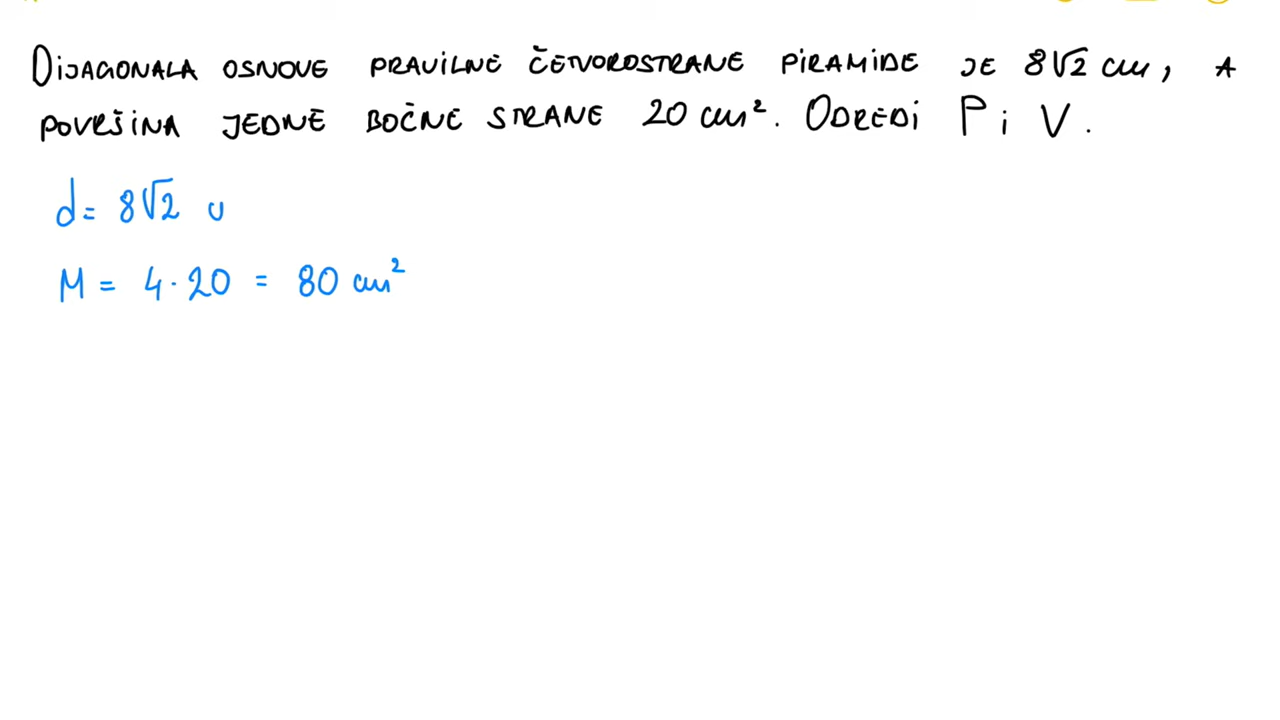 DIJAGONALA OSNOVE PRAVILNE ČETVOROSTRANE PIRAMIDE JE 8√2 cm, A
POVRŠINA JEDNE BOČNE STRANE 20 cm². ODREDI P i V.
d = 8√2 c
M = 4 · 20 = 80 cm²